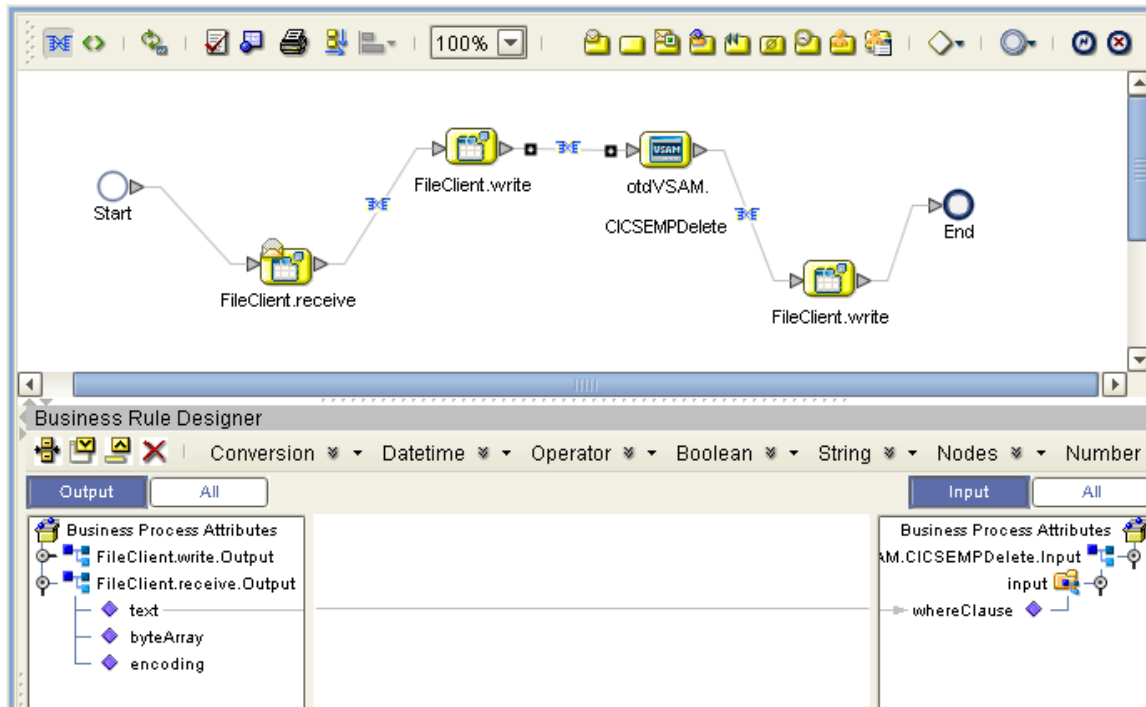 100%
VSAM
FileClient.write
otdVSAM.
CICSEMPDelete
Start
End
FileClient.receive
FileClient.write
Business Rule Designer
Conversion Datetime Operator Boolean String Nodes Number
Output All Input All
Business Process Attributes Business Process Attributes
FileClient.write.Output AM.CICSEMPDelete.Input
FileClient.receive.Output input
text whereClause
byteArray
encoding